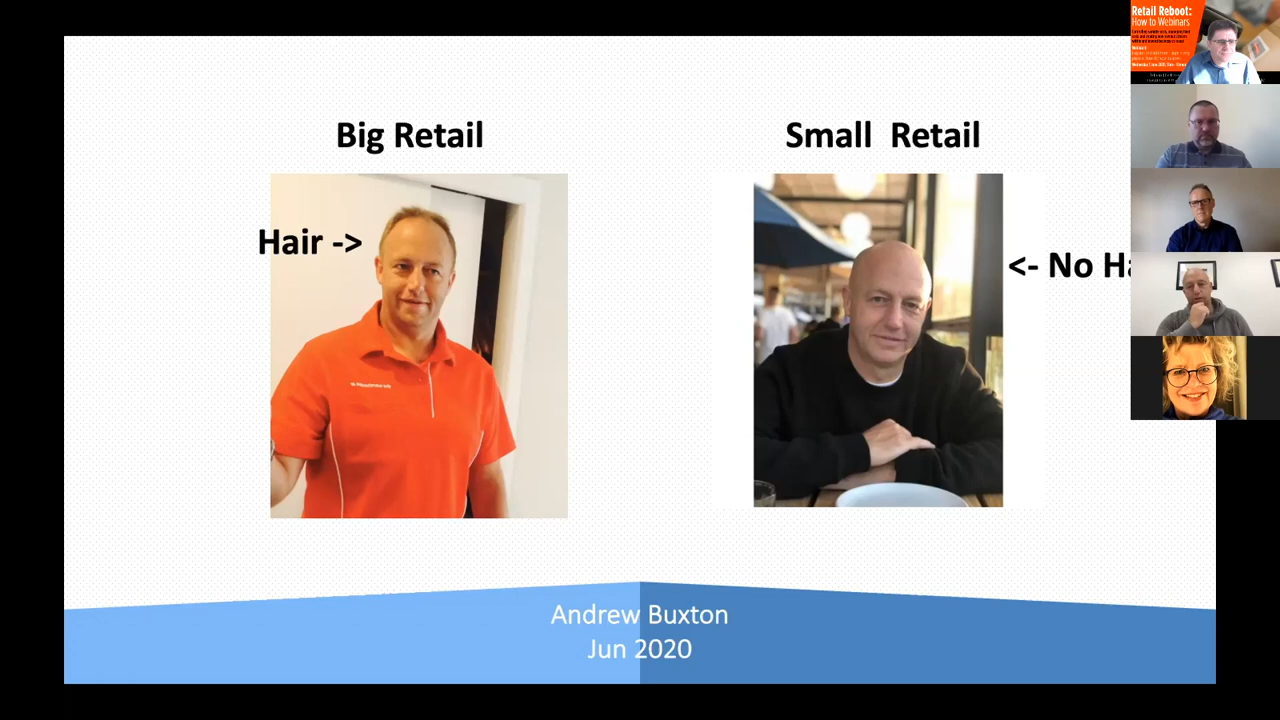 Big Retail
Small Retail
Hair ->
<- No Ha
Andrew Buxton
Jun 2020
Retail Reboot:
How to Webinars